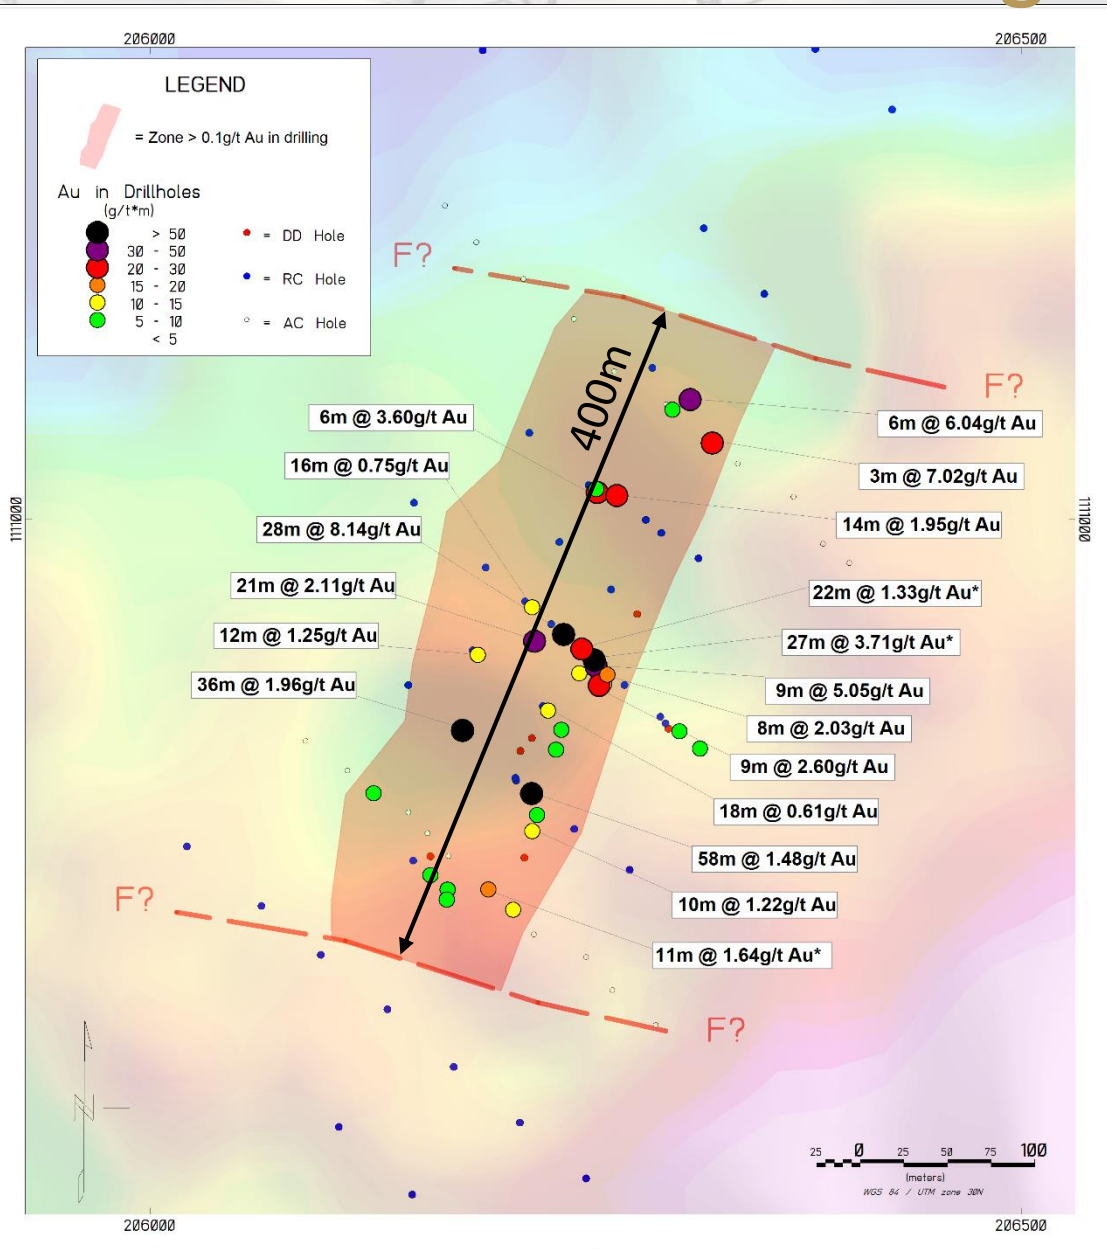 206000
206500
LEGEND
= Zone > 0.1g/t Au in drilling
Au in Drillholes
(g/t*m)
> 50
30 - 50
20 - 30
15 - 20
10 - 15
5 - 10
< 5
= DD Hole
= RC Hole
= AC Hole
F?
F?
400m
6m @ 3.60g/t Au
6m @ 6.04g/t Au
16m @ 0.75g/t Au
3m @ 7.02g/t Au
28m @ 8.14g/t Au
14m @ 1.95g/t Au
1111000
1111000
21m @ 2.11g/t Au
22m @ 1.33g/t Au*
12m @ 1.25g/t Au
27m @ 3.71g/t Au*
36m @ 1.96g/t Au
9m @ 5.05g/t Au
8m @ 2.03g/t Au
9m @ 2.60g/t Au
18m @ 0.61g/t Au
58m @ 1.48g/t Au
10m @ 1.22g/t Au
11m @ 1.64g/t Au*
F?
F?
N
25 0 25 50 75 100
(meters)
WGS 84 / UTM zone 30N
206000
206500